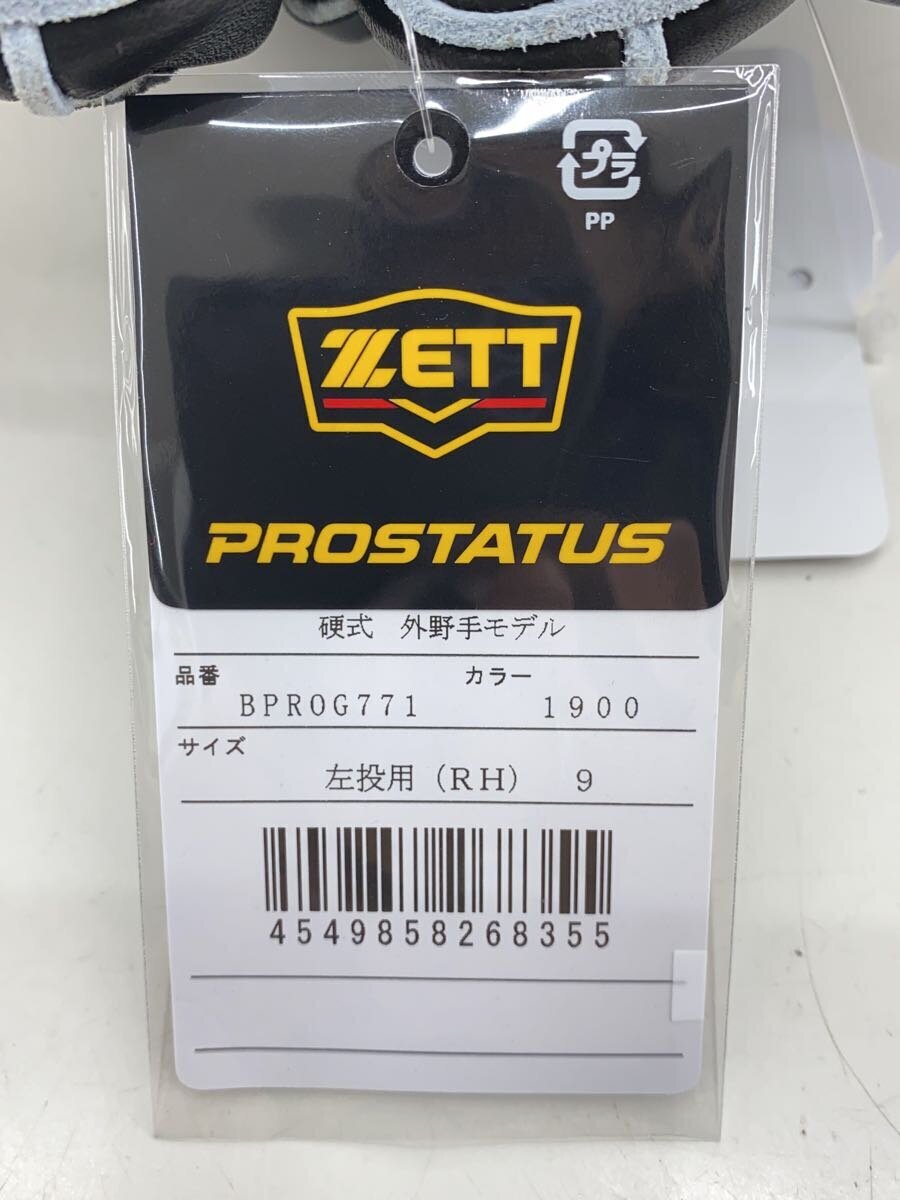 プラ
PP
ZETT
PROSTATUS
硬式 外野手モデル
品番 カラー
BPROG771 1900
サイズ
左投用（RH） 9
4549858268355